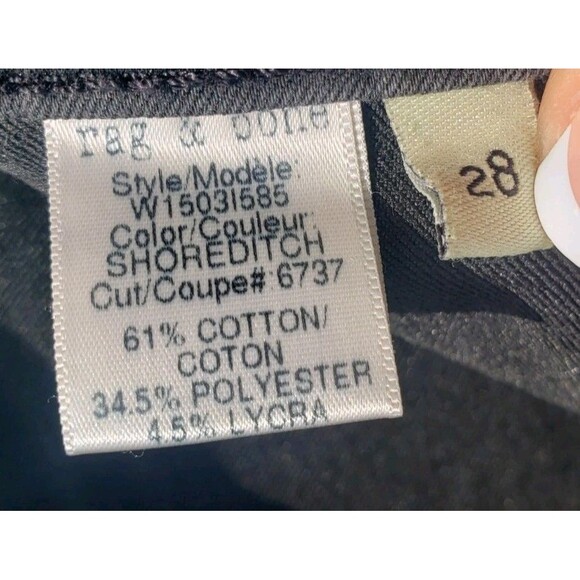 rag & bone
Style/Modèle:
W1503I585
Color/Couleur:
SHOREDITCH
Cut/Coupe# 6737
61% COTTON/
COTON
34.5% POLYESTER
4.5% LYCRA
28